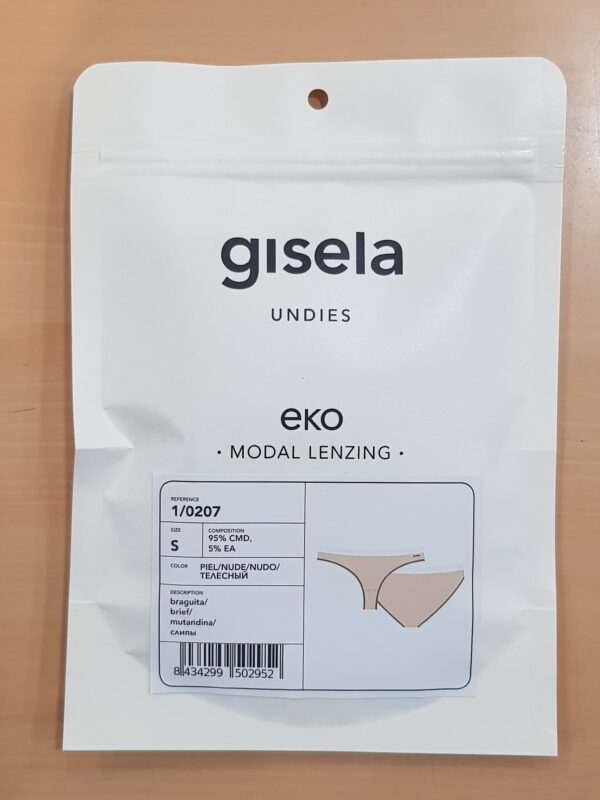 gisela
UNDIES
eko
· MODAL LENZING ·
REFERENCE
1/0207
SIZE
S
COMPOSITION
95% CMD,
5% EA
COLOR
PIEL/NUDE/NUDO/
ТЕЛЕСНЫЙ
DESCRIPTION
braguita/
brief/
mutandina/
слипы
8 434299 502952